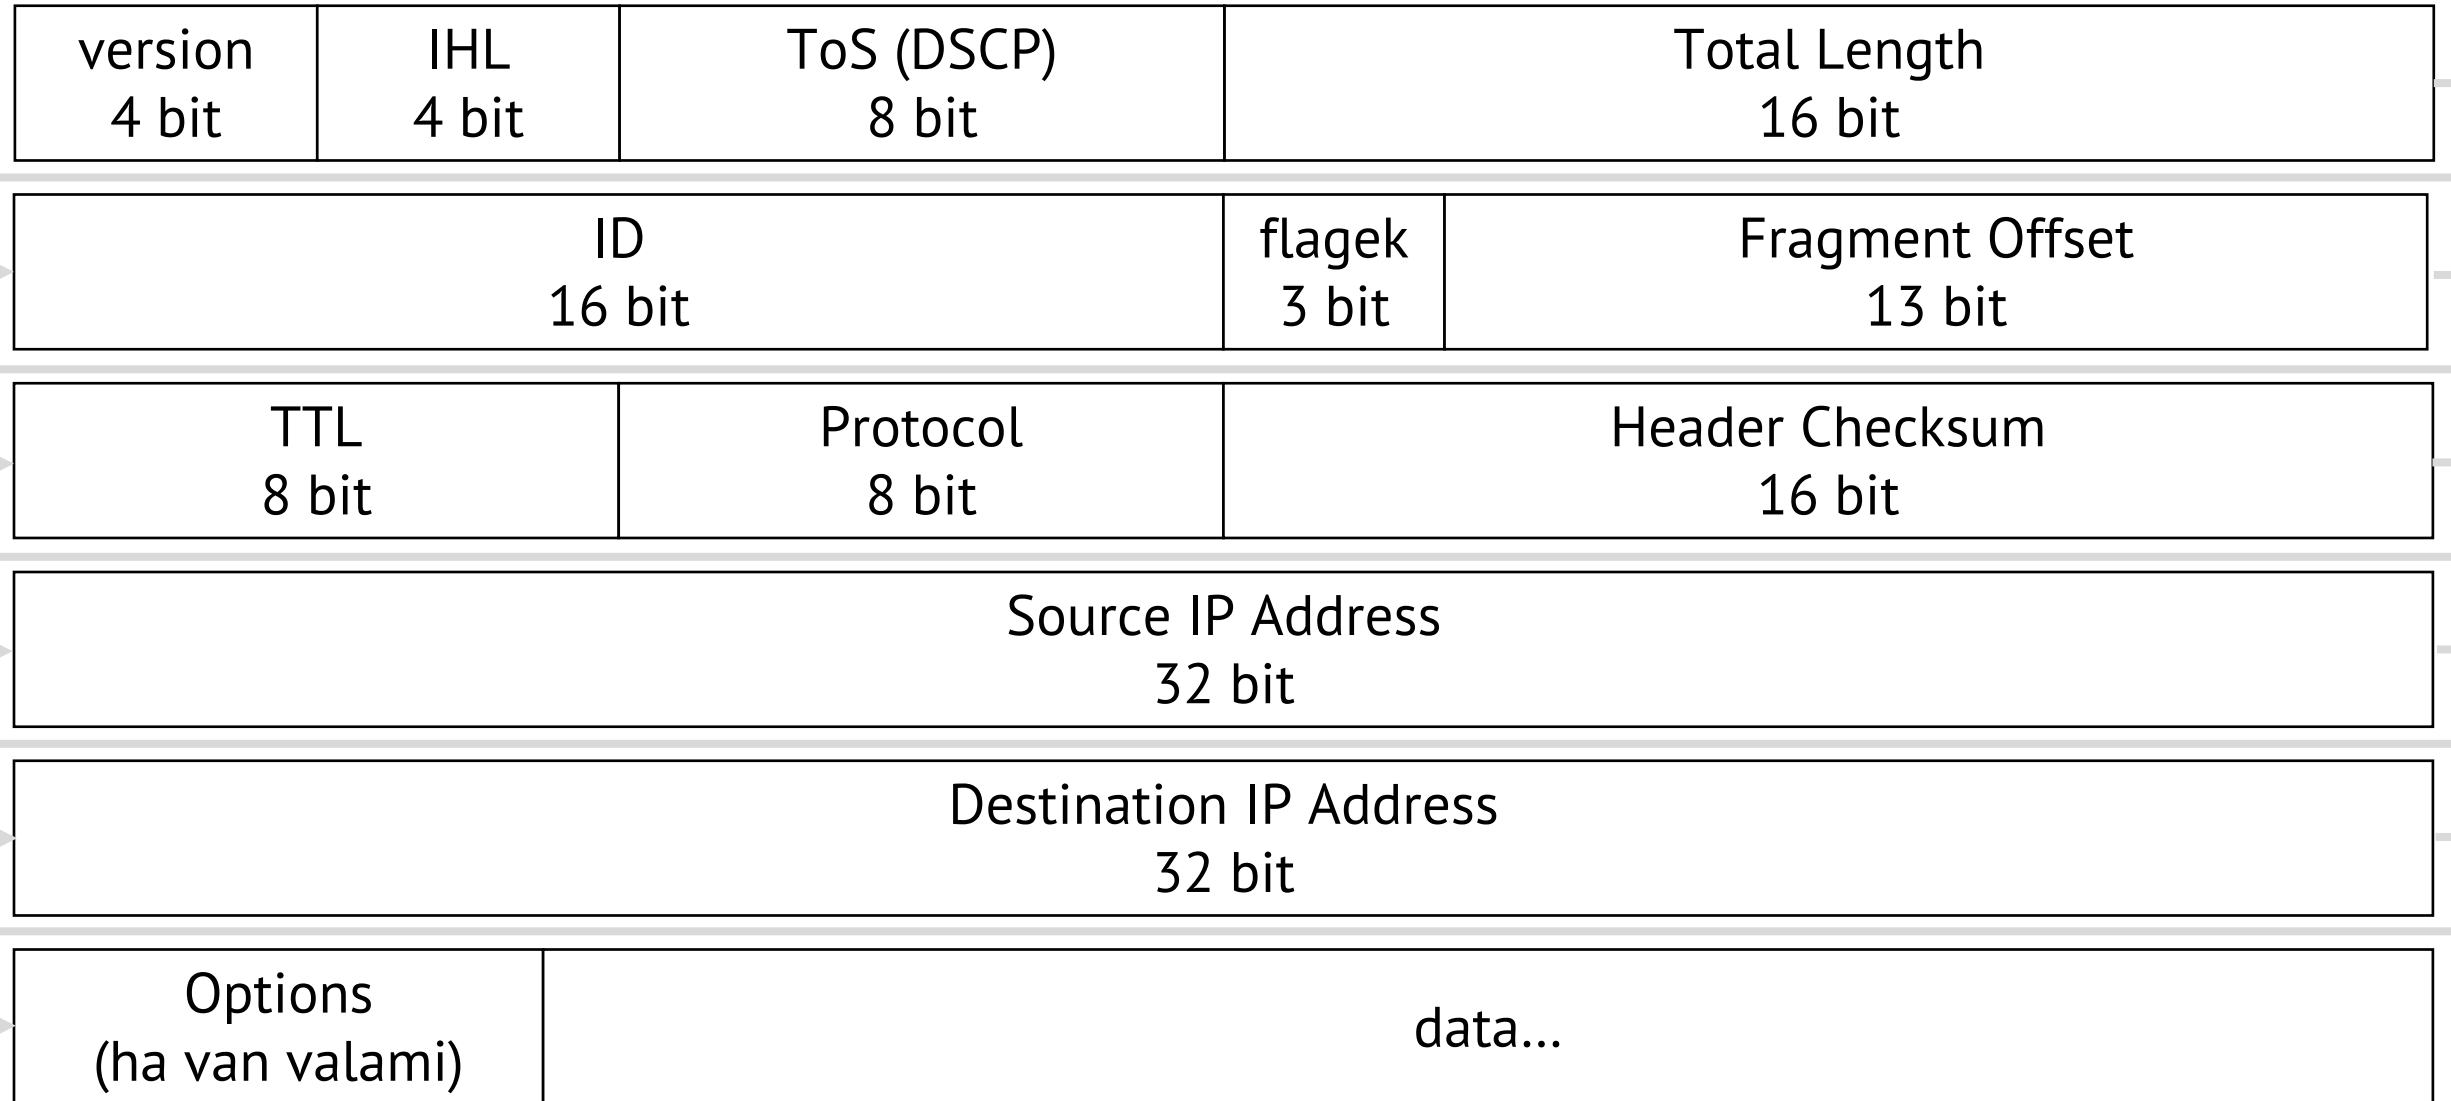 version
4 bit
IHL
4 bit
ToS (DSCP)
8 bit
Total Length
16 bit
ID
16 bit
flagek
3 bit
Fragment Offset
13 bit
TTL
8 bit
Protocol
8 bit
Header Checksum
16 bit
Source IP Address
32 bit
Destination IP Address
32 bit
Options
(ha van valami)
data...